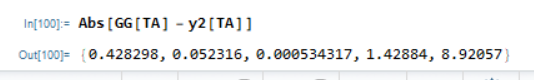 In[100]:= Abs[GG[TA] - y2[TA]]
Out[100]= {0.428298, 0.052316, 0.000534317, 1.42884, 8.92057}